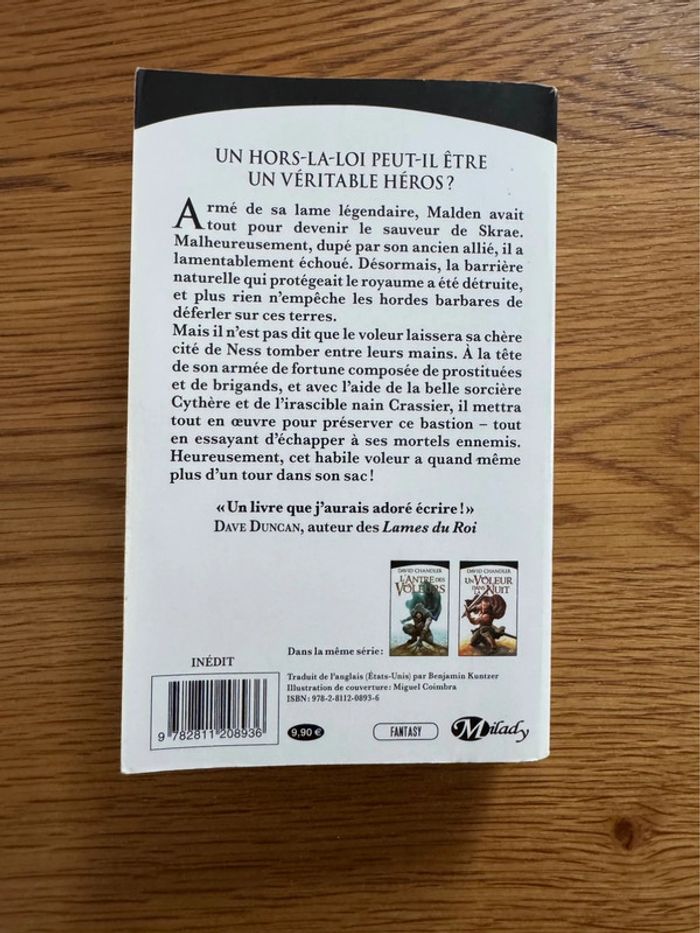 UN HORS-LA-LOI PEUT-IL ÊTRE
UN VÉRITABLE HÉROS ?
Armé de sa lame légendaire, Malden avait
tout pour devenir le sauveur de Skrae.
Malheureusement, dupé par son ancien allié, il a
lamentablement échoué. Désormais, la barrière
naturelle qui protégeait le royaume a été détruite,
et plus rien n'empêche les hordes barbares de
déferler sur ces terres.
Mais il n'est pas dit que le voleur laissera sa chère
cité de Ness tomber entre leurs mains. À la tête
de son armée de fortune composée de prostituées
et de brigands, et avec l'aide de la belle sorcière
Cythère et de l'irascible nain Crassier, il mettra
tout en œuvre pour préserver ce bastion – tout
en essayant d'échapper à ses mortels ennemis.
Heureusement, cet habile voleur a quand même
plus d'un tour dans son sac !
« Un livre que j'aurais adoré écrire ! »
DAVE DUNCAN, auteur des Lames du Roi
DAVID CHANDLER
L'ANTRE DES
VOLEURS
DAVID CHANDLER
UN VOLEUR
DANS LA
NUIT
Dans la même série :
INÉDIT
Traduit de l'anglais (États-Unis) par Benjamin Kuntzer
Illustration de couverture : Miguel Coimbra
ISBN : 978-2-8112-0893-6
9 782811 208936
9,90 €
FANTASY
Milady